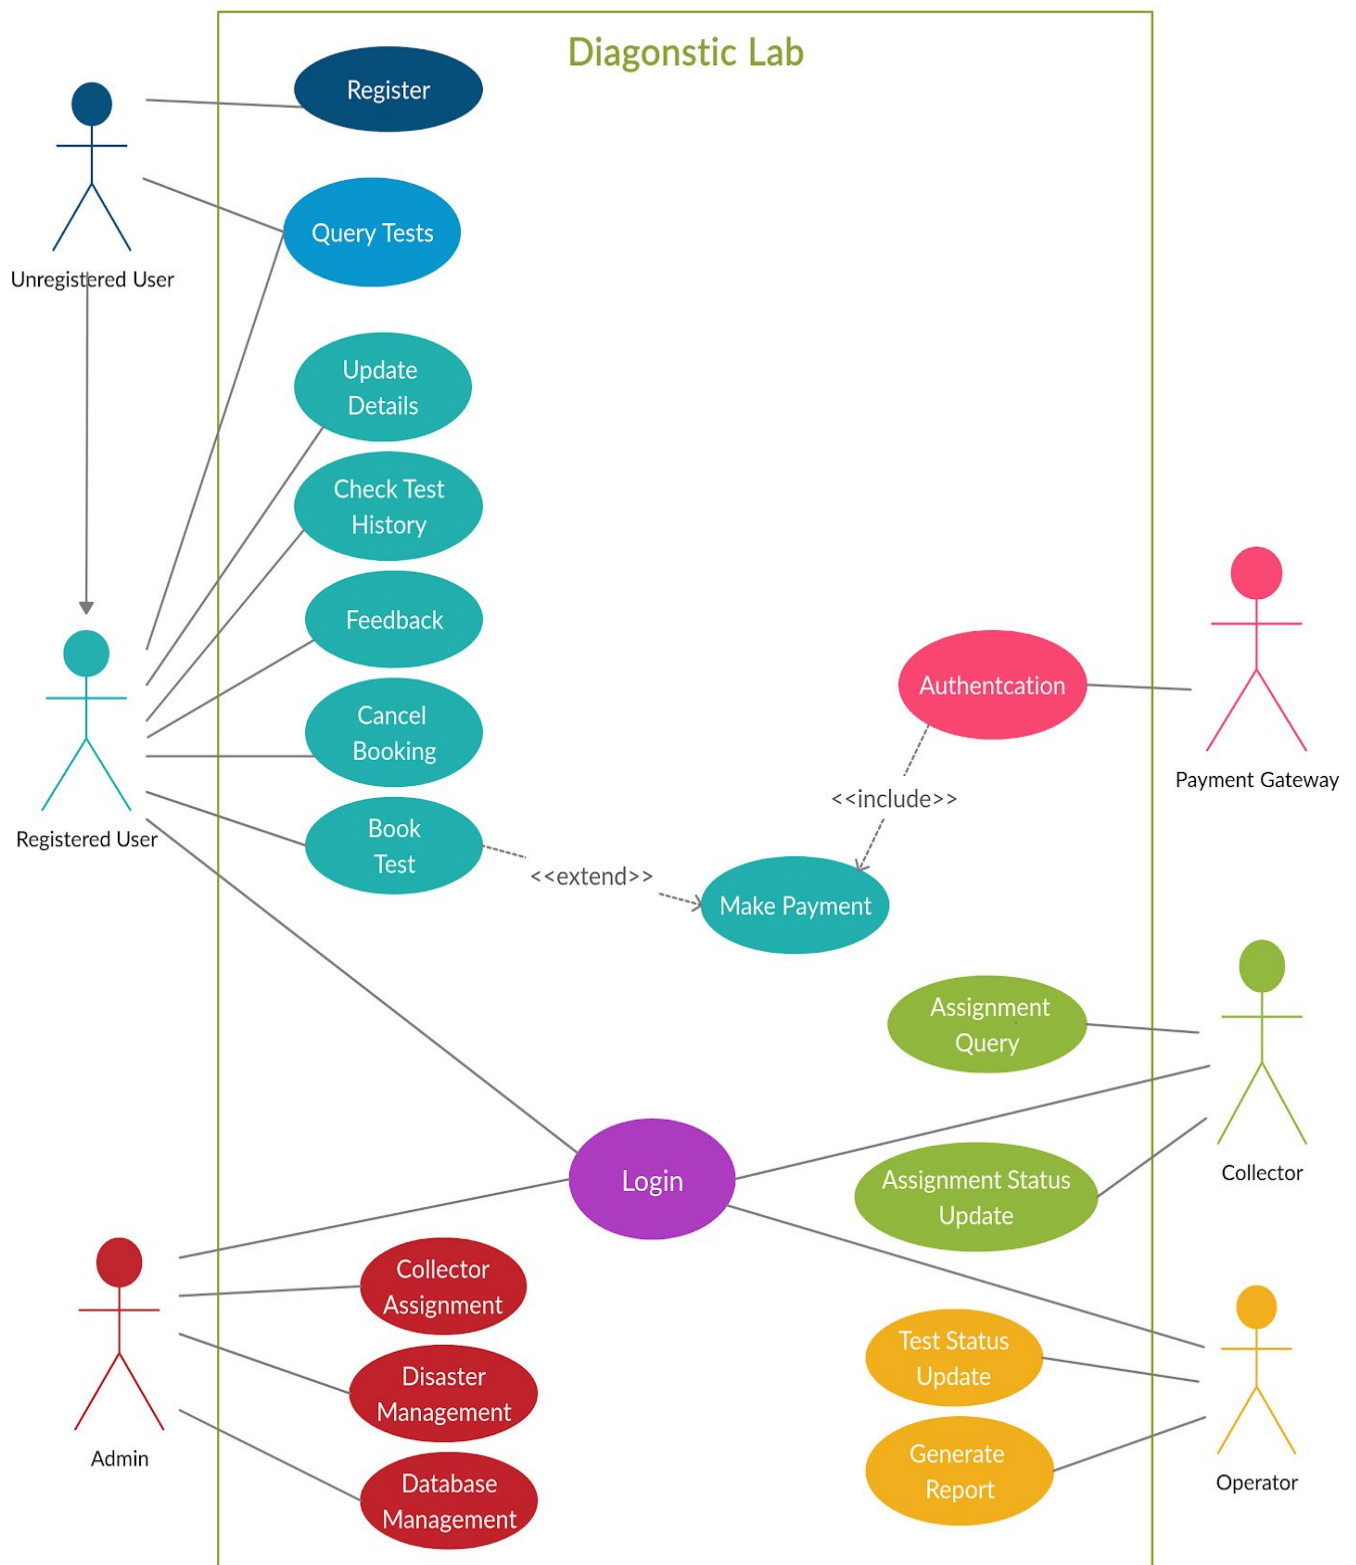 Diagonstic Lab
Register
Query Tests
Unregistered User
Update
Details
Check Test
History
Feedback
Cancel
Booking
Authentcation
Payment Gateway
<<include>>
Registered User
Book
Test
<<extend>>
Make Payment
Assignment
Query
Collector
Login
Assignment Status
Update
Collector
Assignment
Disaster
Management
Test Status
Update
Admin
Generate
Report
Operator
Database
Management